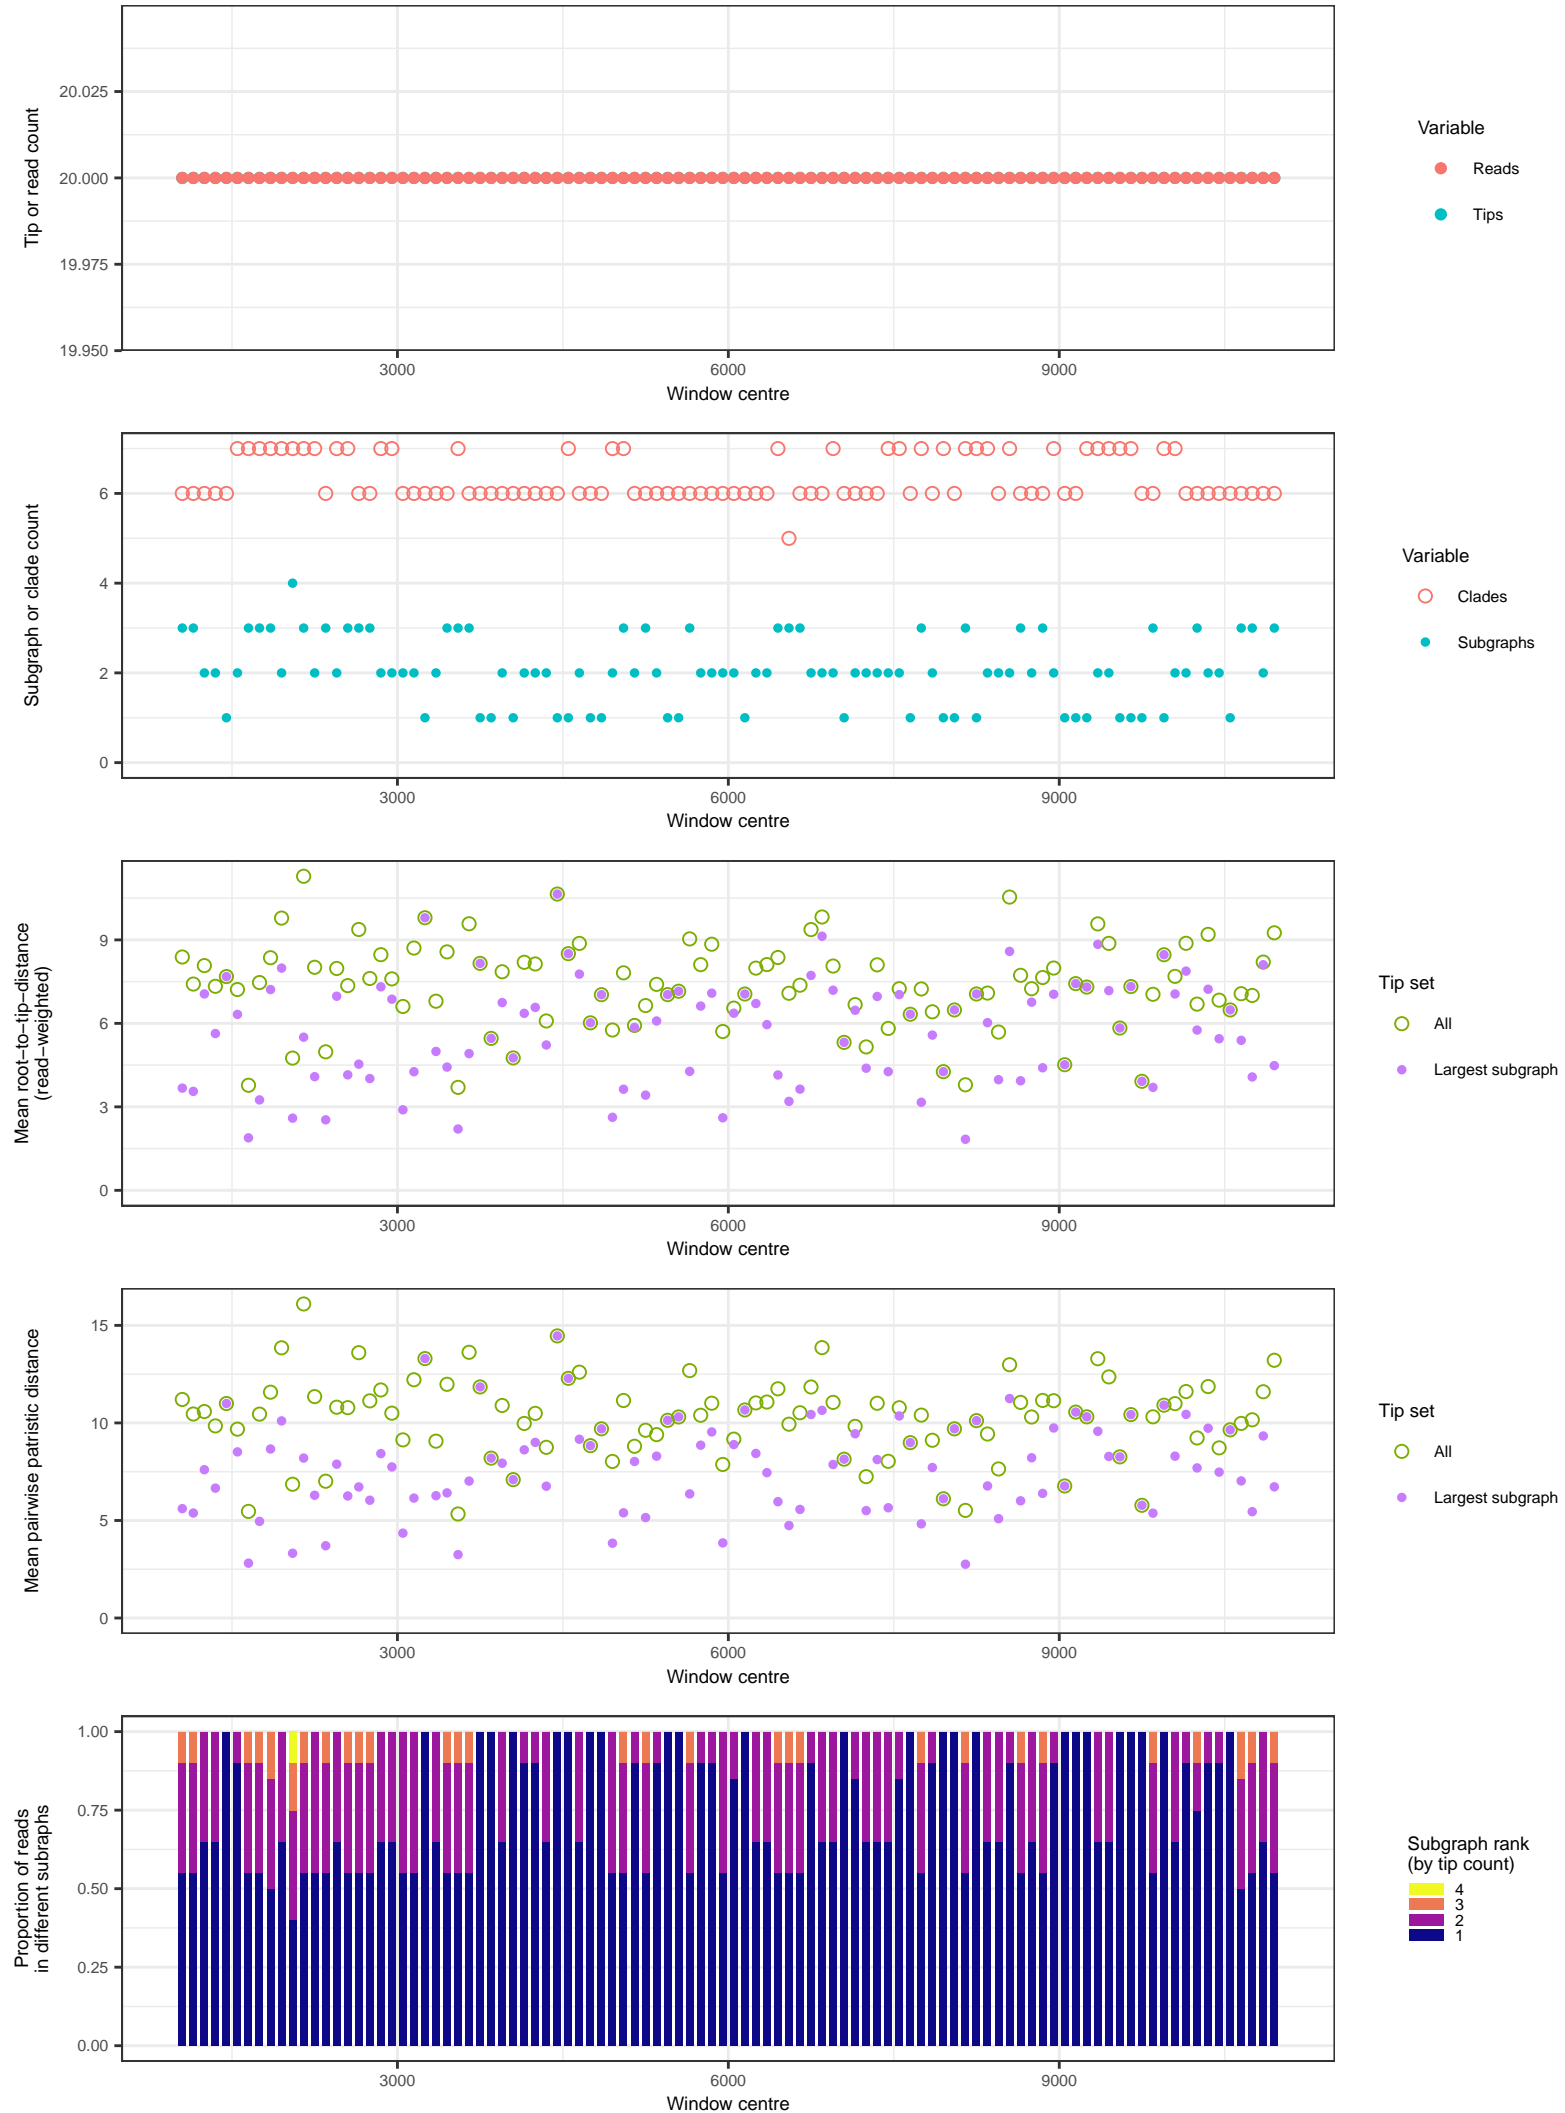 20.025
20.000
19.975
19.950
Tip or read count
3000 6000 9000
Window centre
Variable
Reads
Tips
6
4
2
0
Subgraph or clade count
3000 6000 9000
Window centre
Variable
Clades
Subgraphs
9
6
3
0
Mean root−to−tip−distance
(read−weighted)
3000 6000 9000
Window centre
Tip set
All
Largest subgraph
15
10
5
0
Mean pairwise patristic distance
3000 6000 9000
Window centre
Tip set
All
Largest subgraph
1.00
0.75
0.50
0.25
0.00
Proportion of reads
in different subraphs
3000 6000 9000
Window centre
Subgraph rank
(by tip count)
4
3
2
1